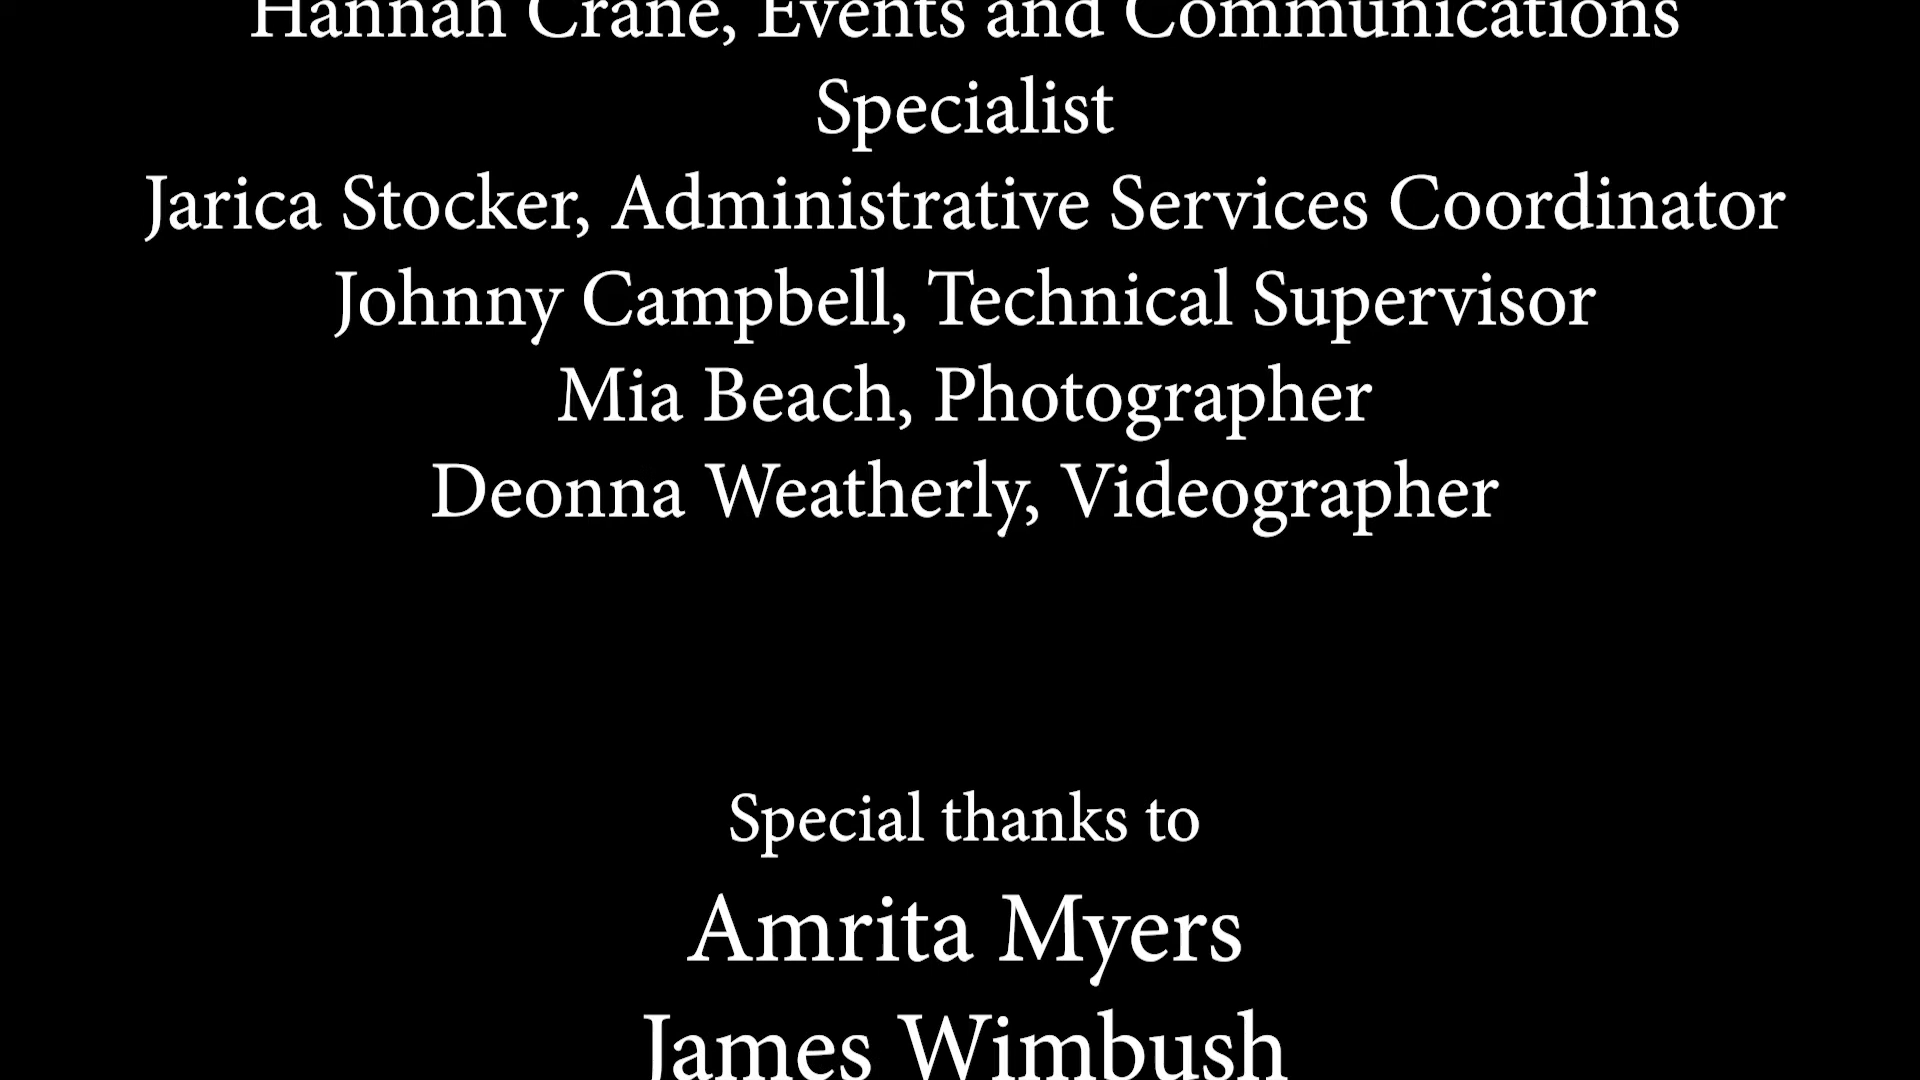 Hannah Crane, Events and Communications
Specialist
Jarica Stocker, Administrative Services Coordinator
Johnny Campbell, Technical Supervisor
Mia Beach, Photographer
Deonna Weatherly, Videographer
Special thanks to
Amrita Myers
James Wimbush